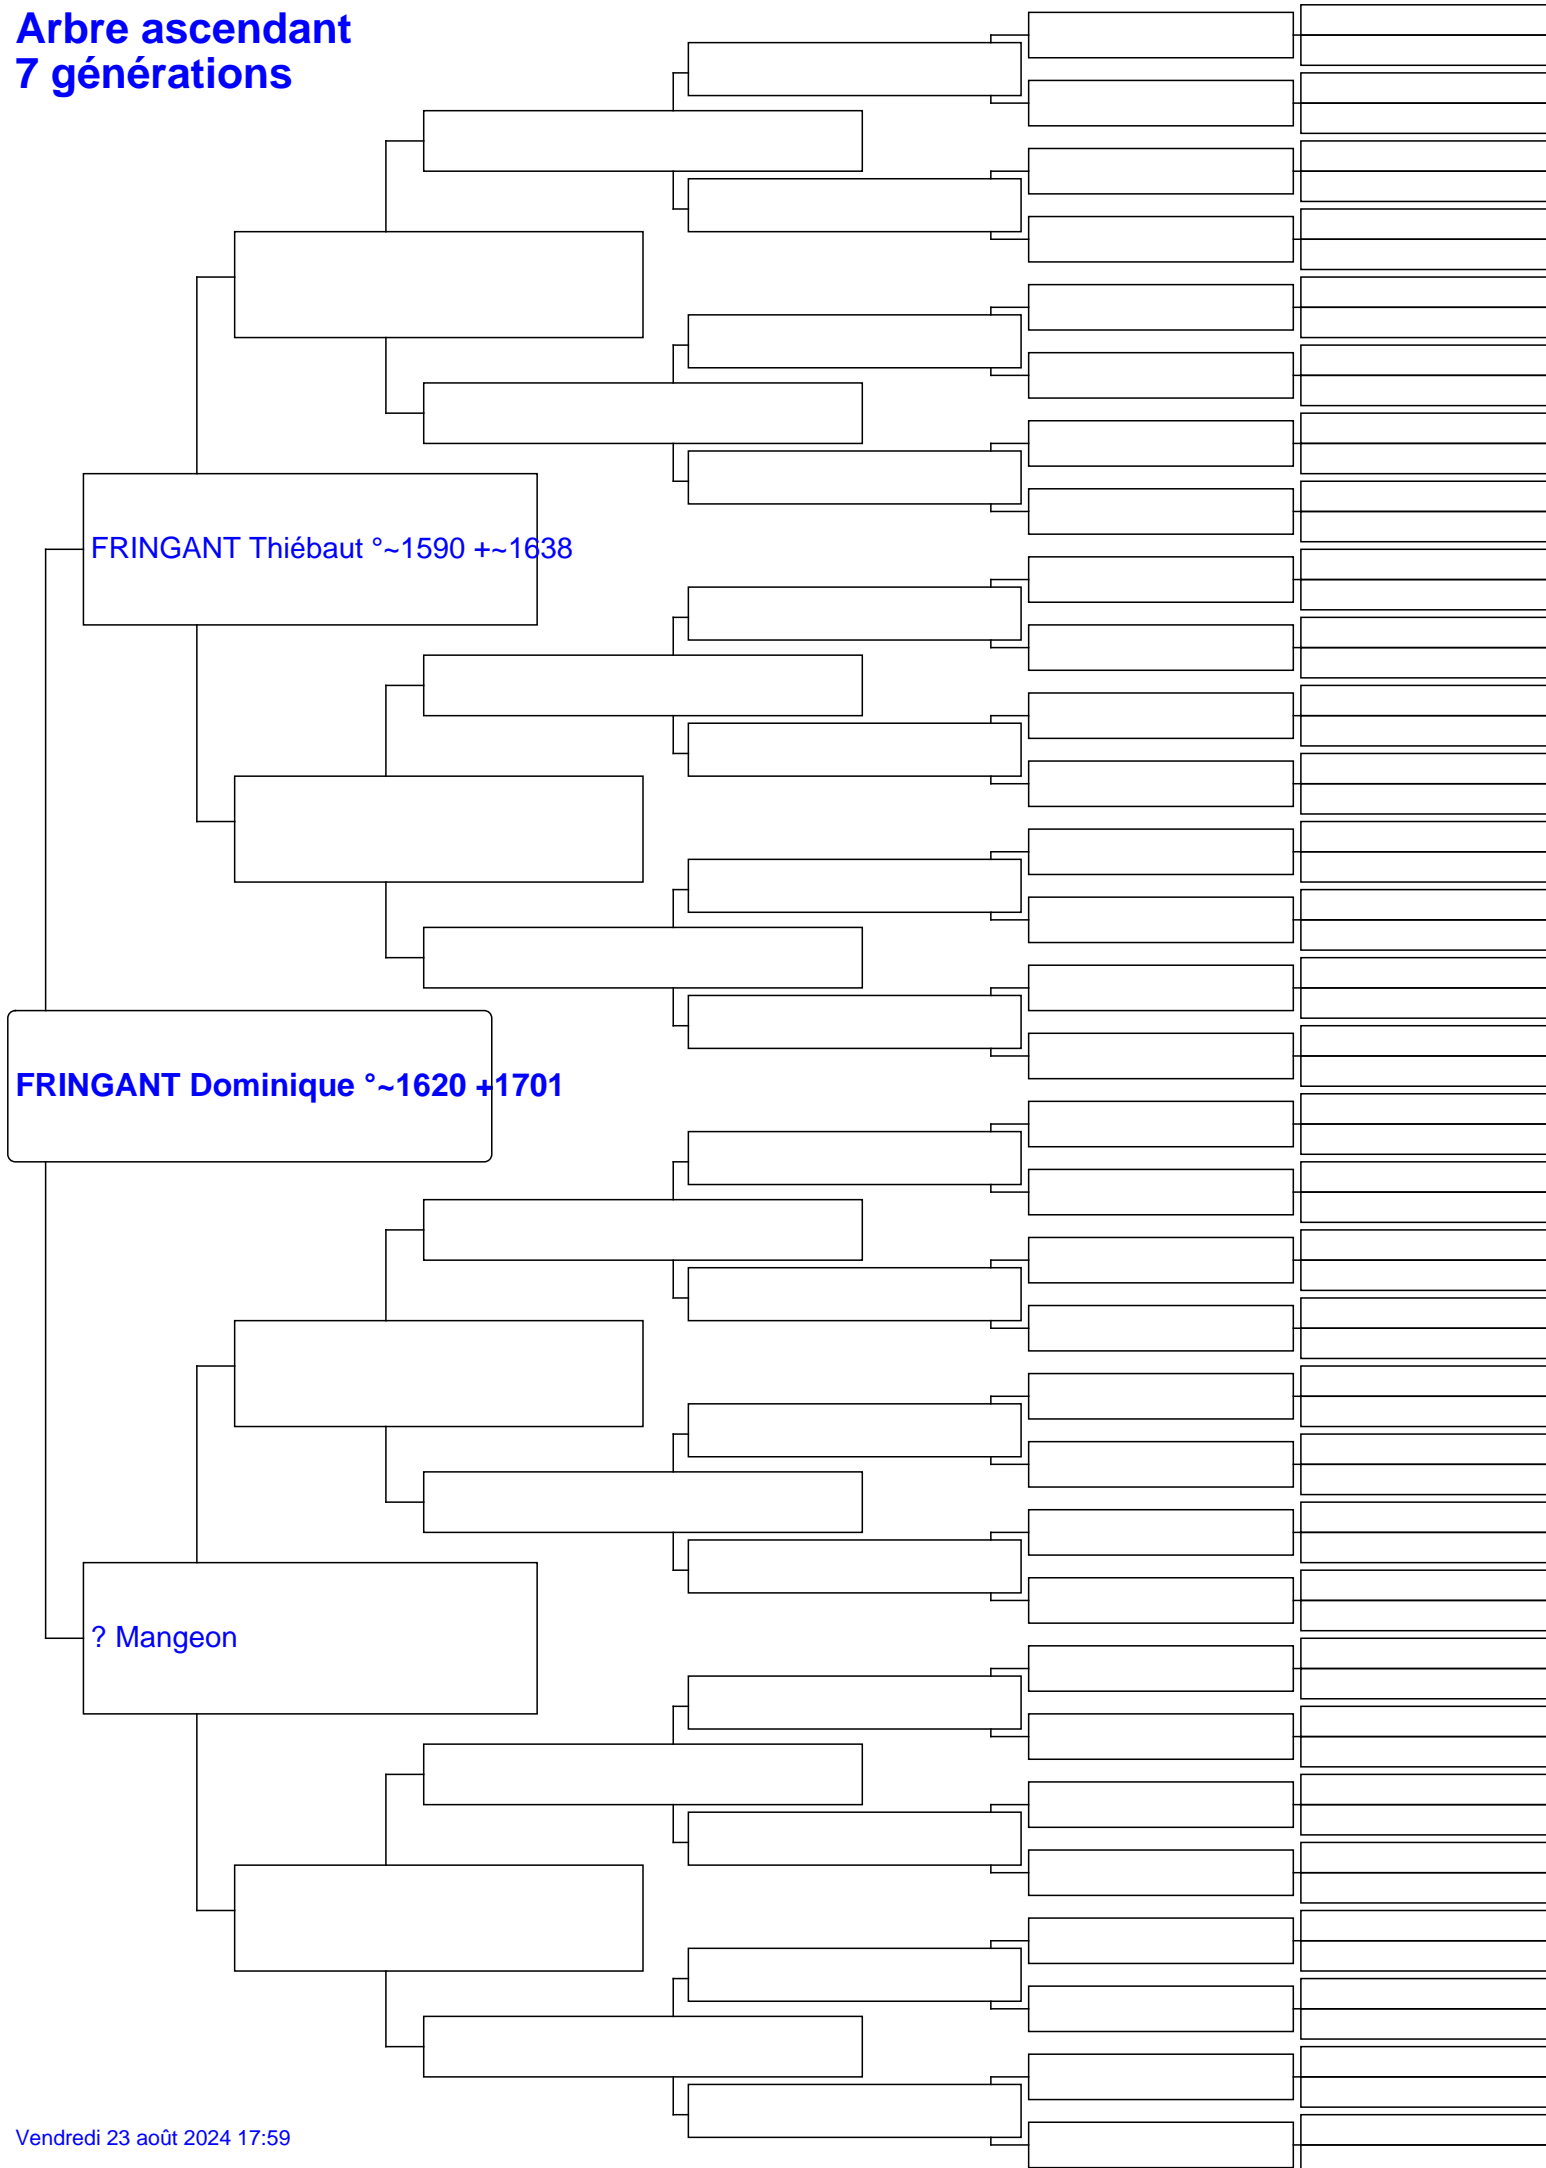 Arbre ascendant
7 générations
FRINGANT Thiébaut °~1590 +~1638
FRINGANT Dominique °~1620 +1701
? Mangeon
Vendredi 23 août 2024 17:59